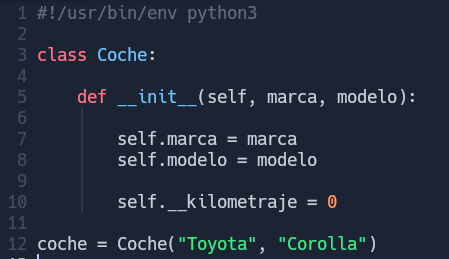 1 #!/usr/bin/env python3
2
3 class Coche:
4
5     def __init__(self, marca, modelo):
6
7         self.marca = marca
8         self.modelo = modelo
9
10         self.__kilometraje = 0
11
12 coche = Coche("Toyota", "Corolla")